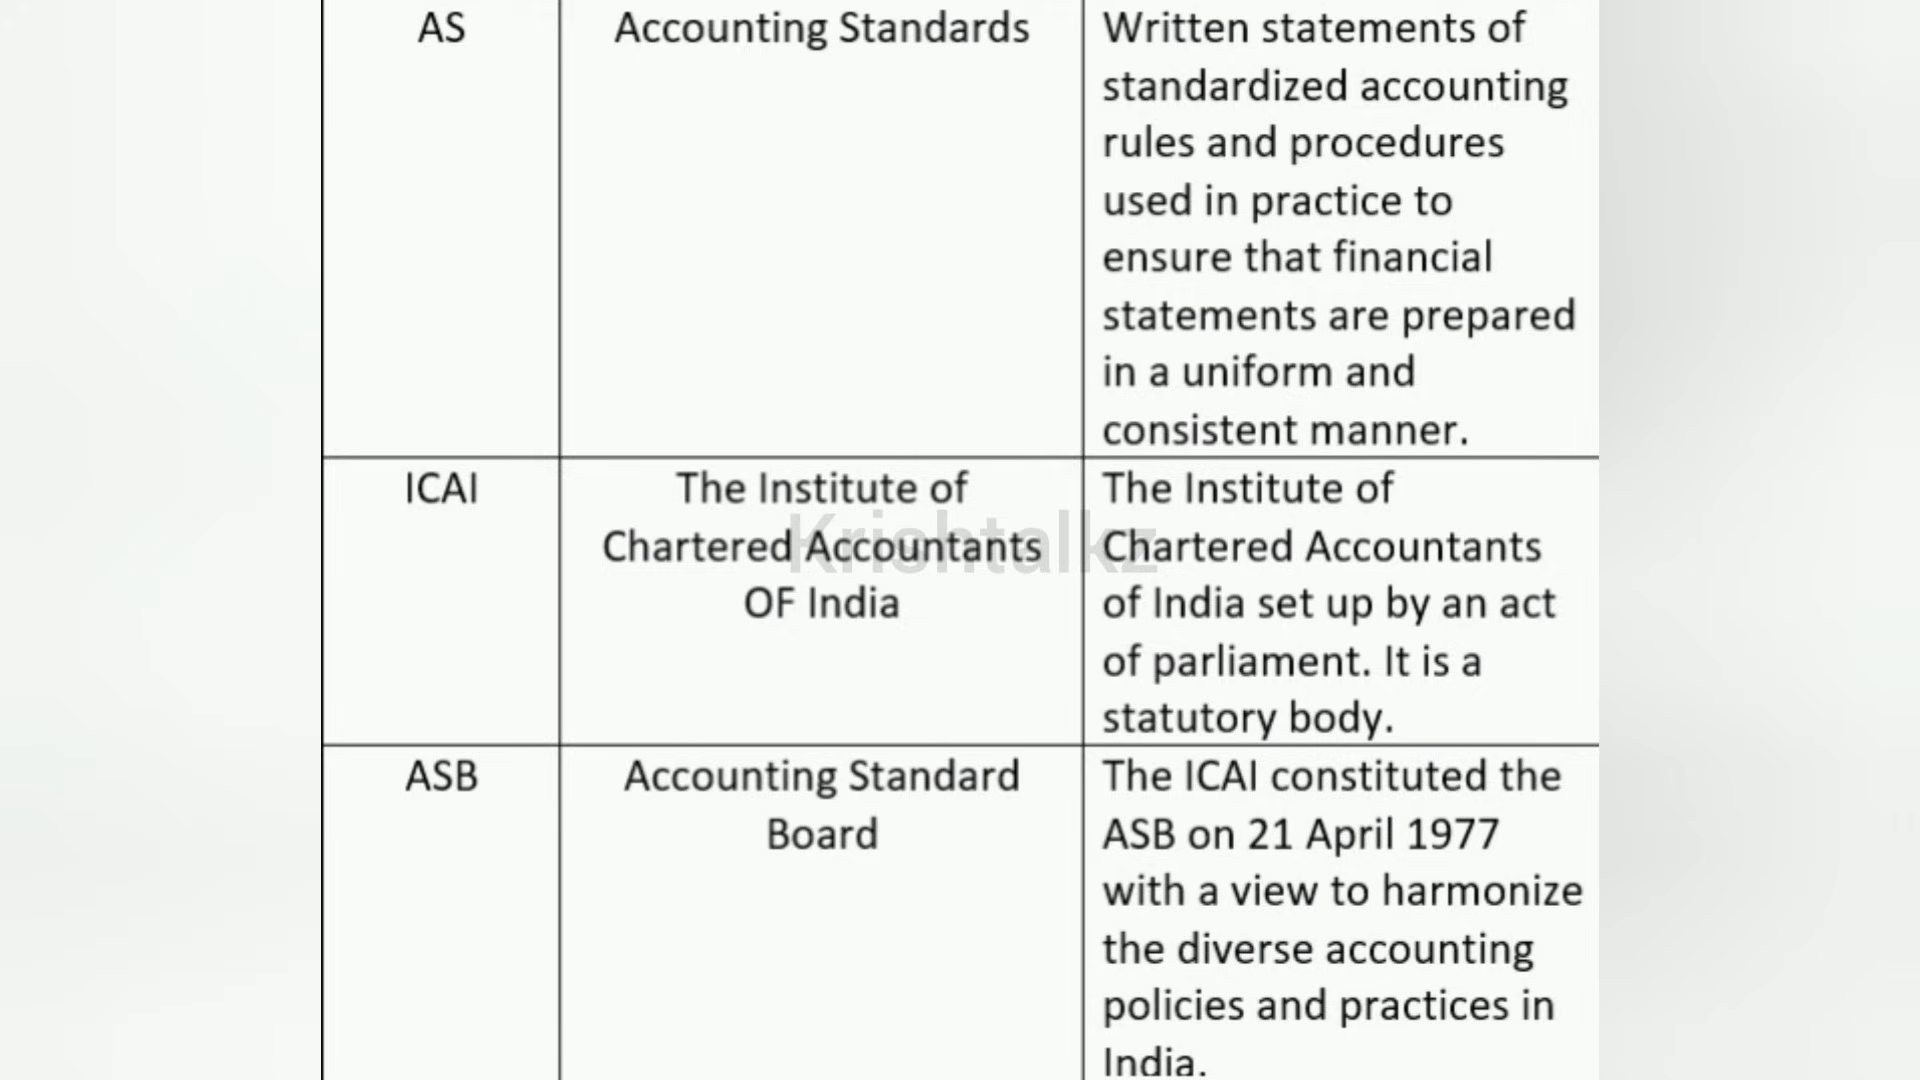 AS
Accounting Standards
Written statements of
standardized accounting
rules and procedures
used in practice to
ensure that financial
statements are prepared
in a uniform and
consistent manner.
ICAI
The Institute of
Chartered Accountants
OF India
The Institute of
Chartered Accountants
of India set up by an act
of parliament. It is a
statutory body.
Krishtalkz
ASB
Accounting Standard
Board
The ICAI constituted the
ASB on 21 April 1977
with a view to harmonize
the diverse accounting
policies and practices in
India.